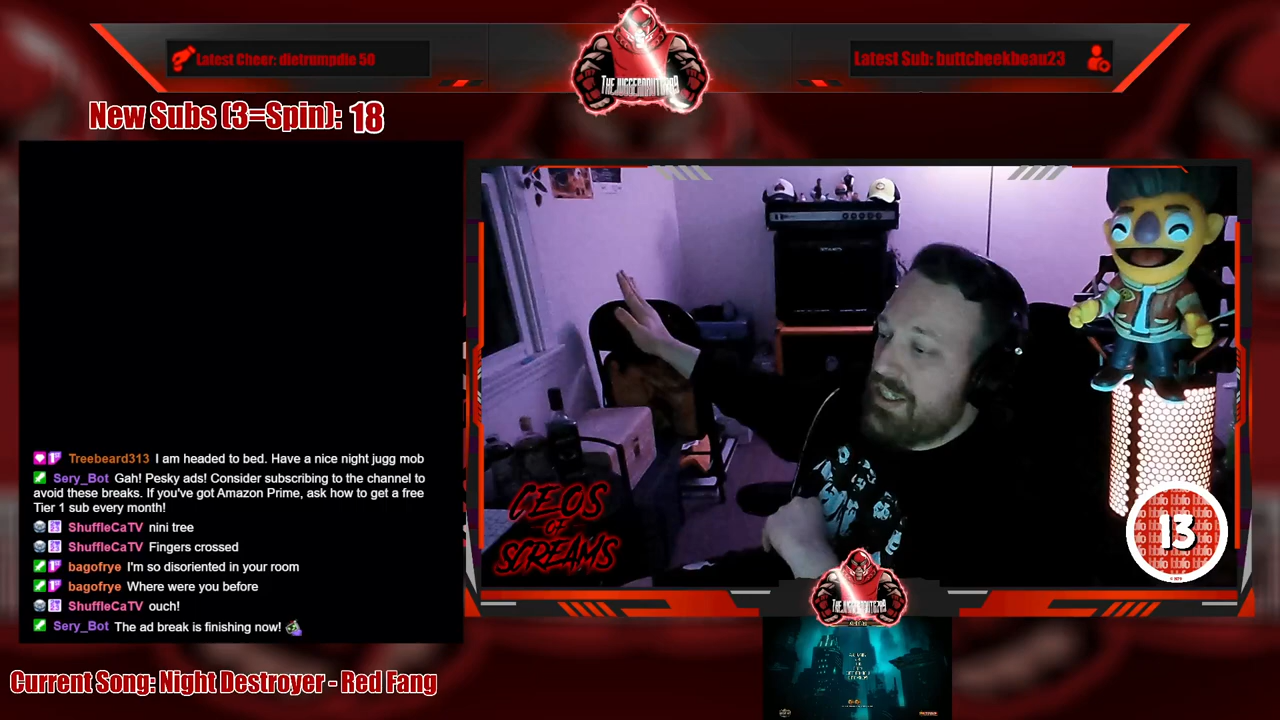 Latest Cheer: dietrumpdie 50
Latest Sub: buttcheekbeau23
THEJUGGERNAUT0789
New Subs (3=Spin): 18
Treebeard313 I am headed to bed. Have a nice night jugg mob
Sery_Bot Gah! Pesky ads! Consider subscribing to the channel to
avoid these breaks. If you've got Amazon Prime, ask how to get a free
Tier 1 sub every month!
ShuffleCaTV nini tree
ShuffleCaTV Fingers crossed
bagofrye I'm so disoriented in your room
bagofrye Where were you before
ShuffleCaTV ouch!
Sery_Bot The ad break is finishing now!
CEOS
OF
SCREAMS
13
Current Song: Night Destroyer - Red Fang